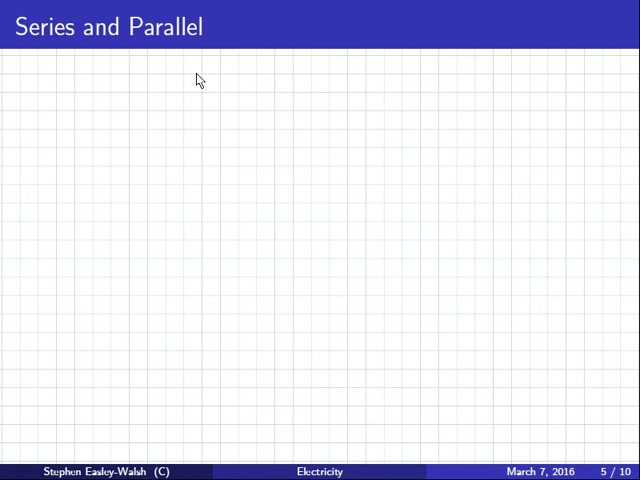 Series and Parallel
Stephen Easley-Walsh (C)
Electricity
March 7, 2016
5 / 10